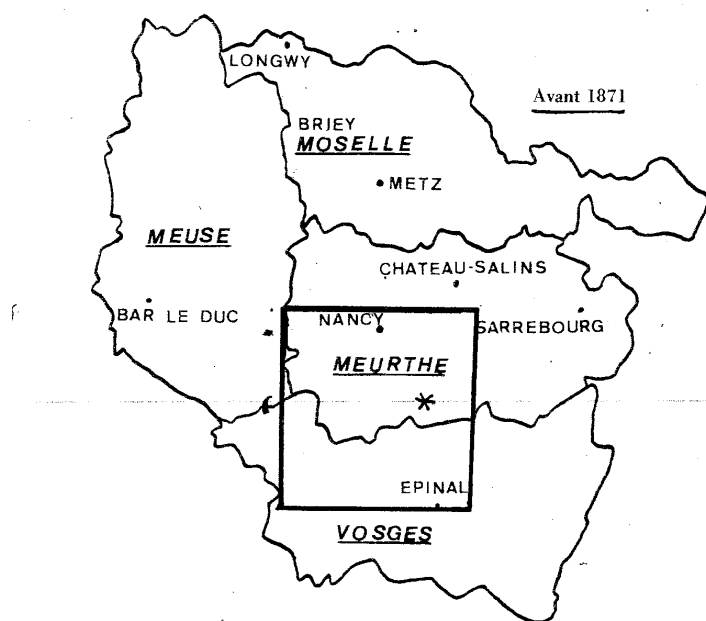 LONGWY
Avant 1871
BRIEY
MOSELLE
METZ
MEUSE
CHATEAU-SALINS
BAR LE DUC
NANCY
SARREBOURG
MEURTHE
EPINAL
VOSGES